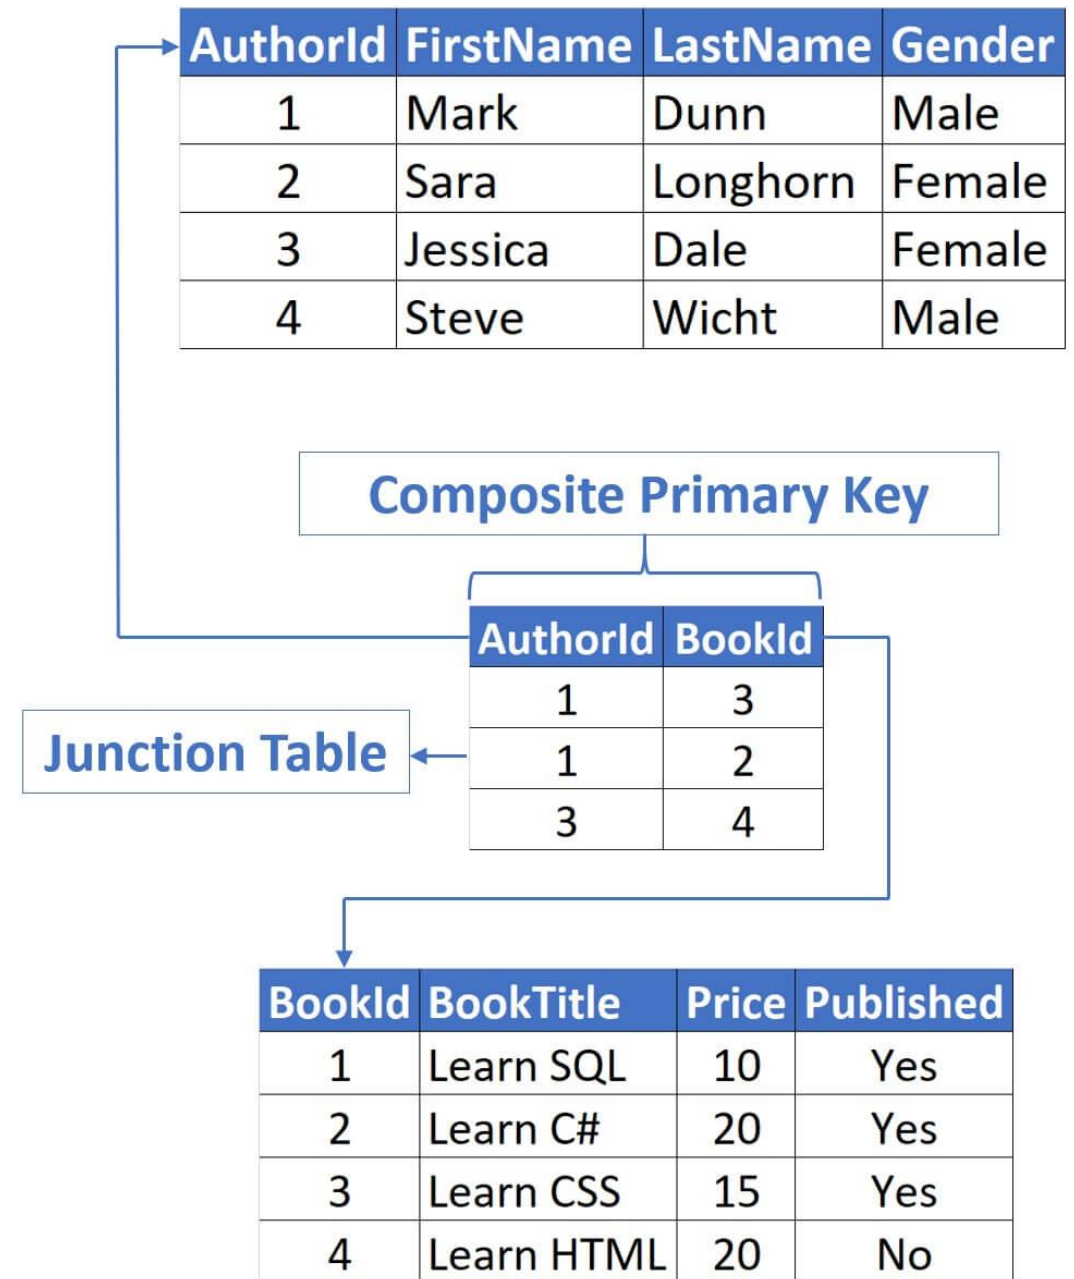 AuthorId FirstName LastName Gender
1 Mark Dunn Male
2 Sara Longhorn Female
3 Jessica Dale Female
4 Steve Wicht Male
Composite Primary Key
AuthorId BookId
1 3
Junction Table
1 2
3 4
BookId BookTitle Price Published
1 Learn SQL 10 Yes
2 Learn C# 20 Yes
3 Learn CSS 15 Yes
4 Learn HTML 20 No